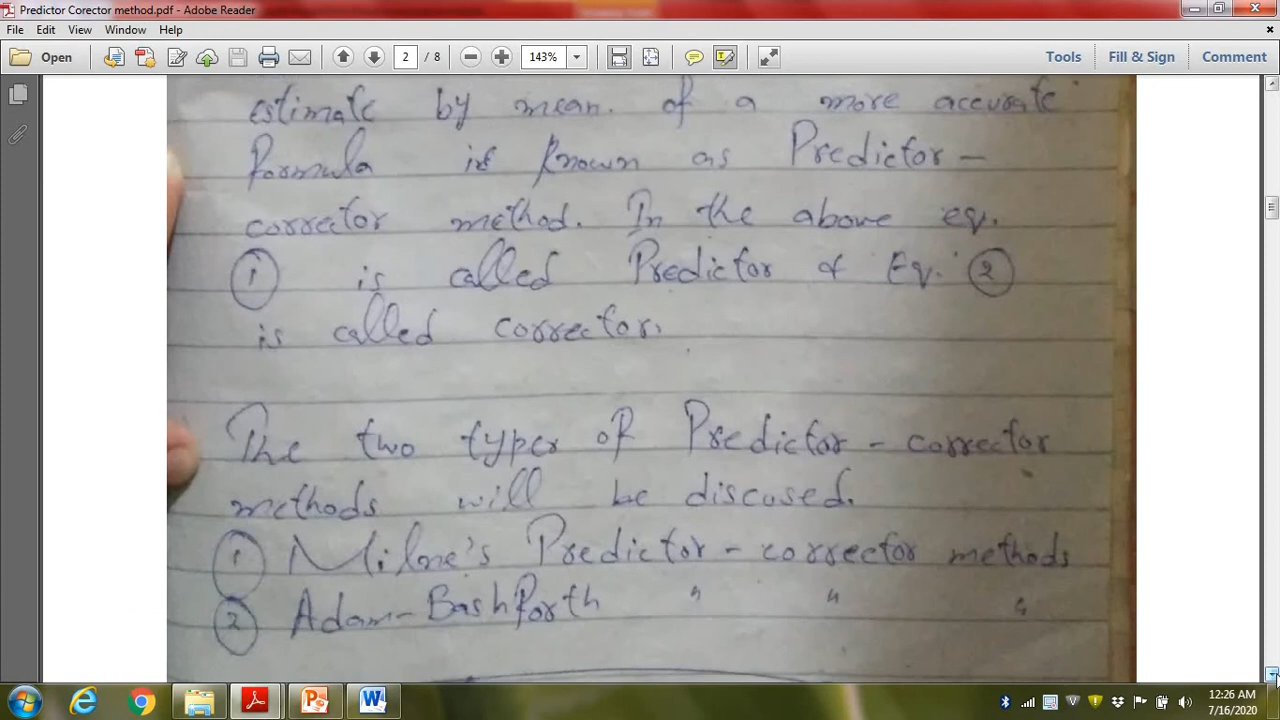 Predictor Corector method.pdf - Adobe Reader
File Edit View Window Help
Open 2 / 8 143% Tools Fill & Sign Comment
estimate by mean. of a more accurate
Formula is known as Predictor -
corrector method. In the above eq.
① is called Predictor & Eq. ②
is called corrector.
The two types of Predictor - corrector
methods will be discused.
① Milne's Predictor - corrector methods
② Adam-BashForth " " "
12:26 AM
7/16/2020